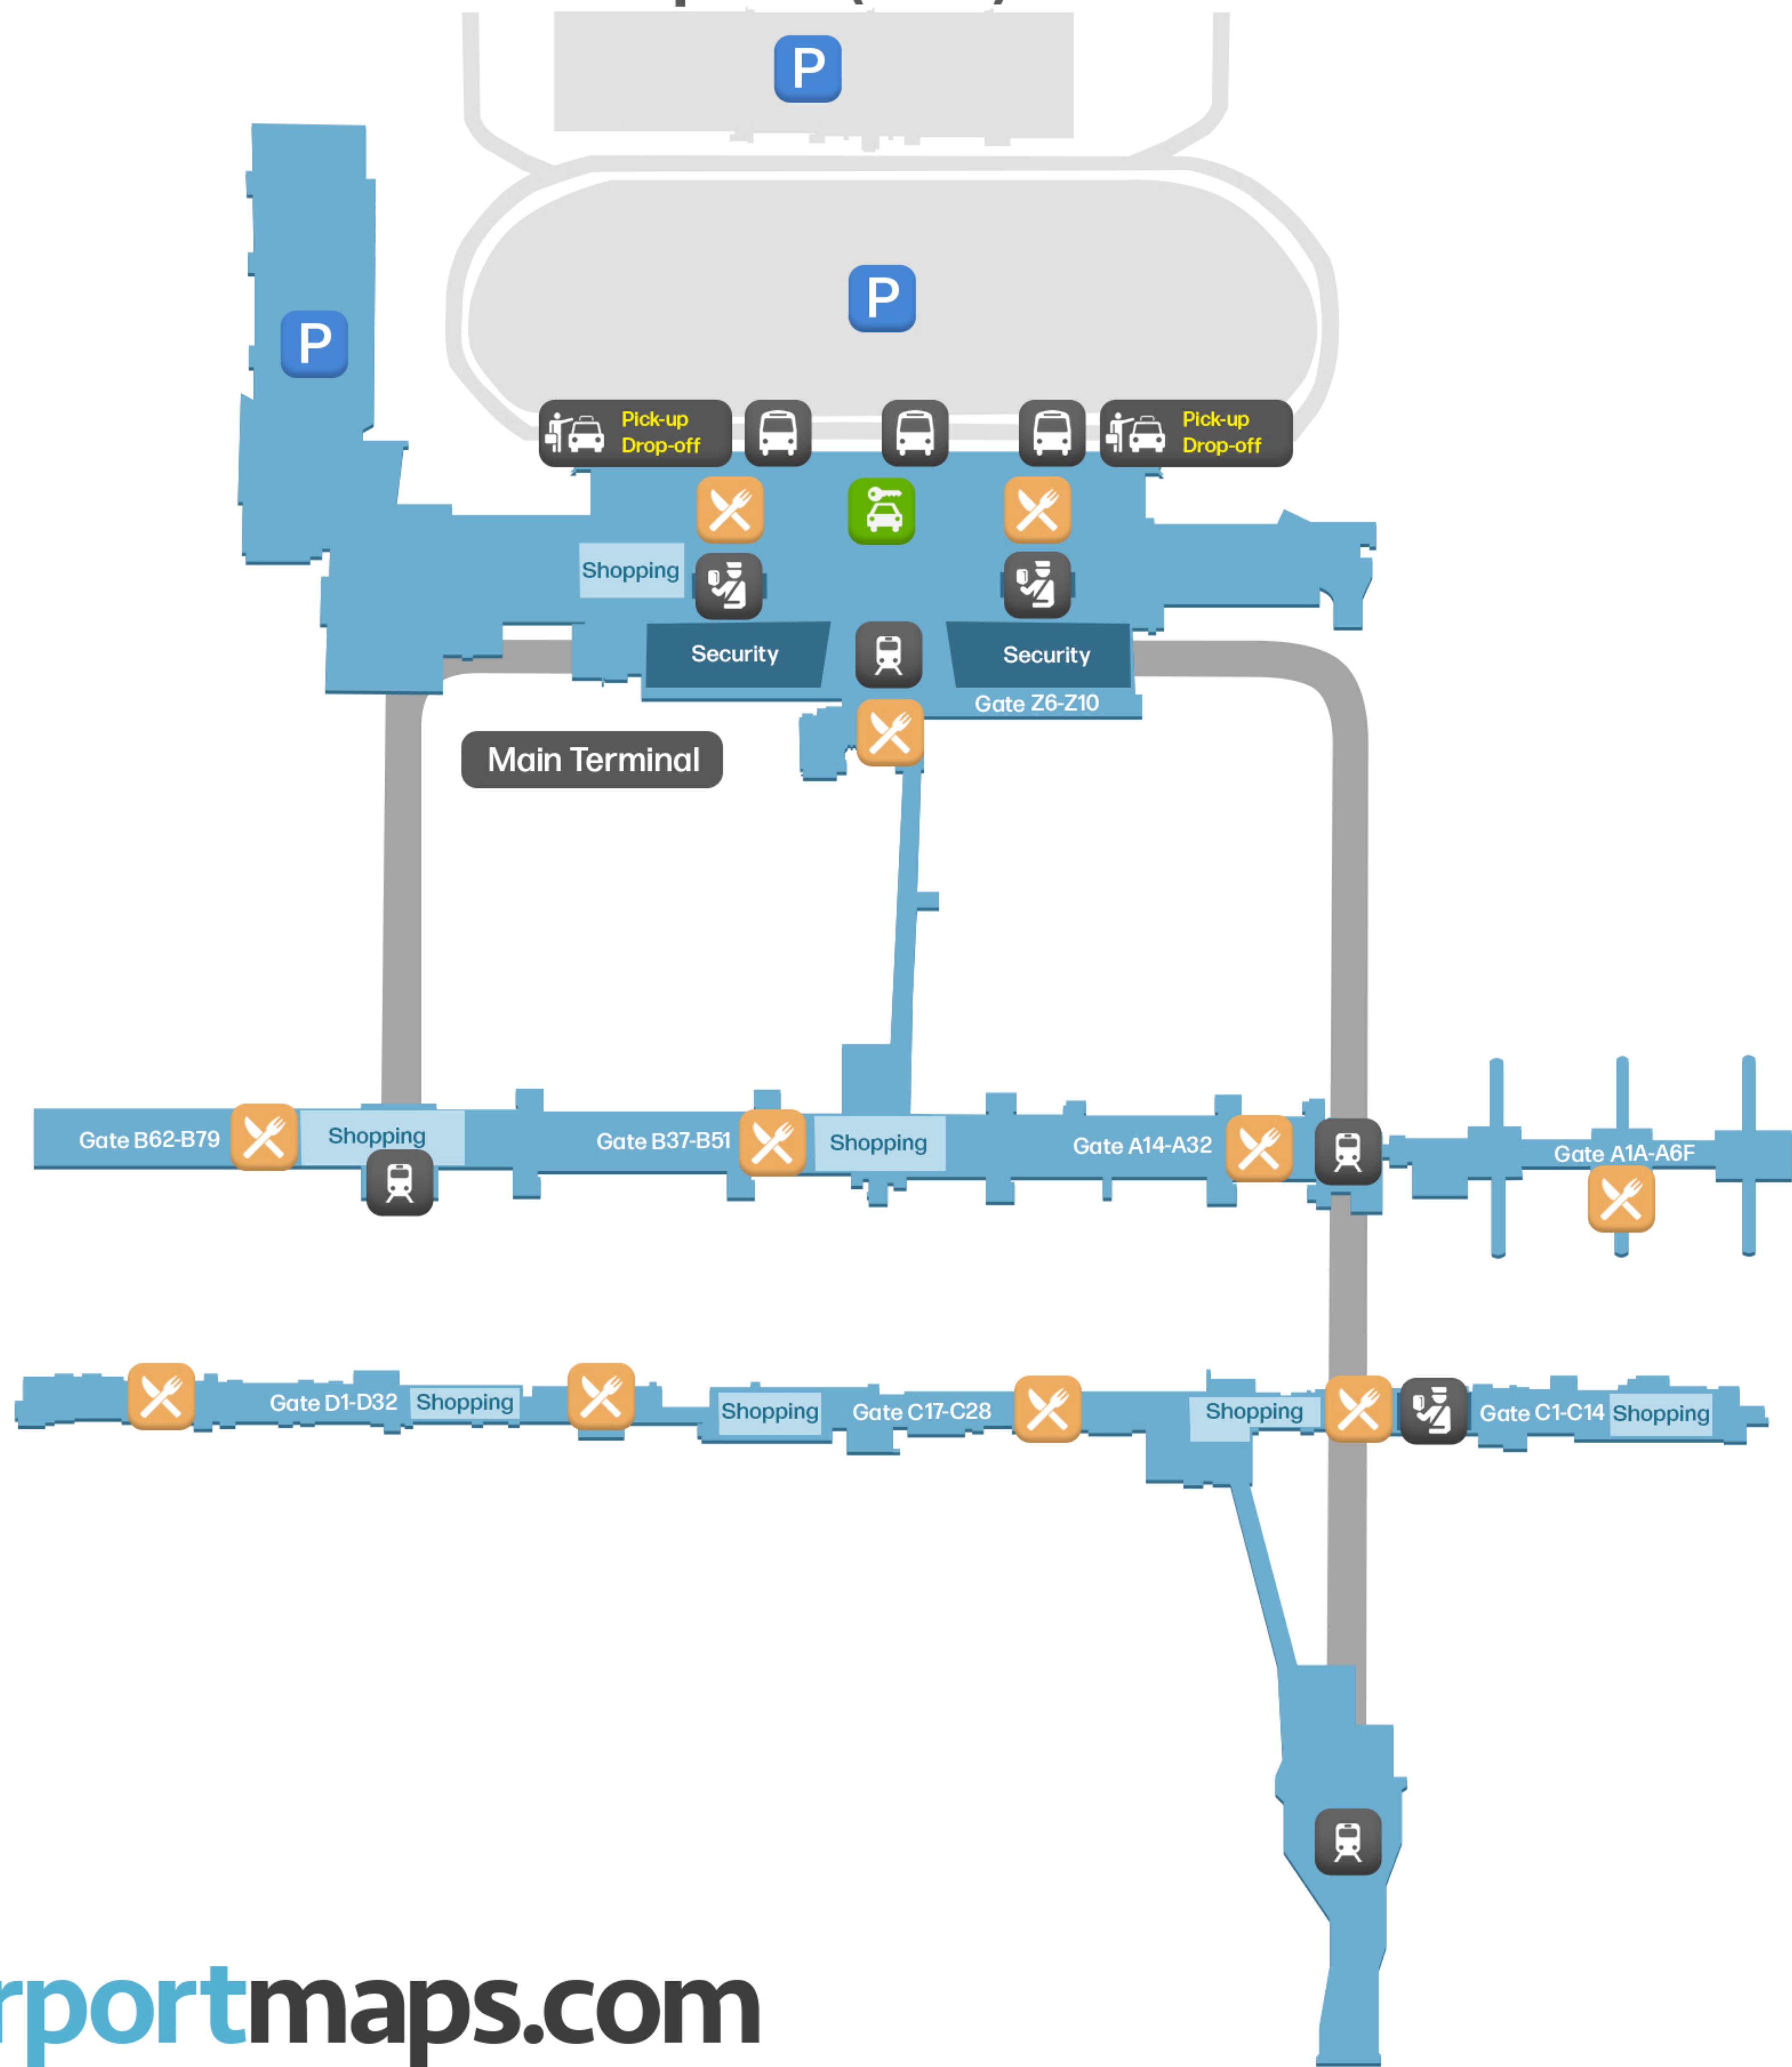 P
P
P
Pick-up
Drop-off
Pick-up
Drop-off
Shopping
Security
Security
Gate Z6-Z10
Main Terminal
Gate B62-B79
Shopping
Gate B37-B51
Shopping
Gate A14-A32
Gate A1A-A6F
Gate D1-D32
Shopping
Shopping
Gate C17-C28
Shopping
Gate C1-C14
Shopping
rportmaps.com